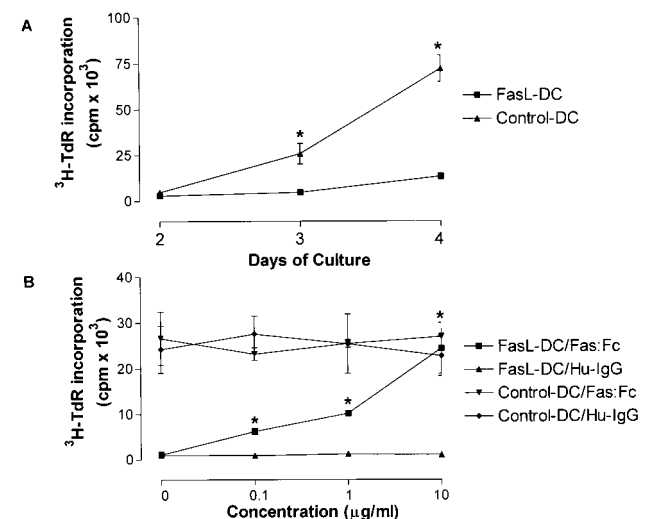 A
³H-TdR incorporation
(cpm x 10³)
100
75
50
25
0
*
*
FasL-DC
Control-DC
2 3 4
Days of Culture
B
³H-TdR incorporation
(cpm x 10³)
40
30
20
10
0
*
*
*
FasL-DC/Fas:Fc
FasL-DC/Hu-IgG
Control-DC/Fas:Fc
Control-DC/Hu-IgG
0 0.1 1 10
Concentration (μg/ml)